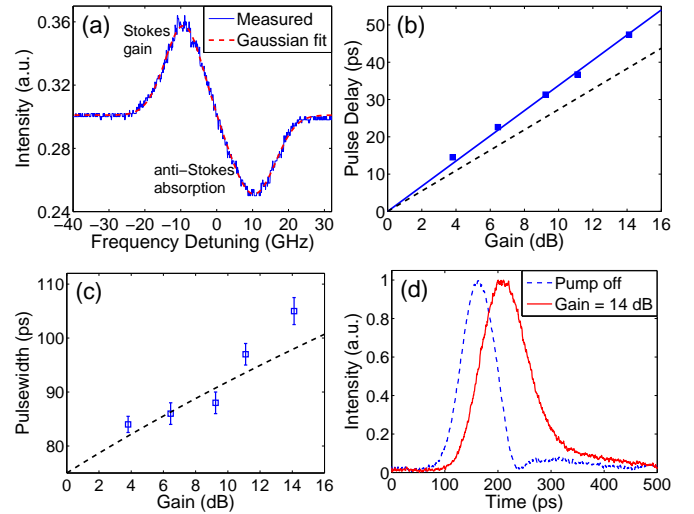 (a)
Stokes
gain
Measured
Gaussian fit
anti-Stokes
absorption
Intensity (a.u.)
0.36
0.32
0.28
0.24
−40 −30 −20 −10 0 10 20 30
Frequency Detuning (GHz)
(b)
Pulse Delay (ps)
50
40
30
20
10
0
0 2 4 6 8 10 12 14 16
Gain (dB)
(c)
Pulsewidth (ps)
110
100
90
80
75
0 2 4 6 8 10 12 14 16
Gain (dB)
(d)
Pump off
Gain = 14 dB
Intensity (a.u.)
1
0.8
0.6
0.4
0.2
0
0 100 200 300 400 500
Time (ps)